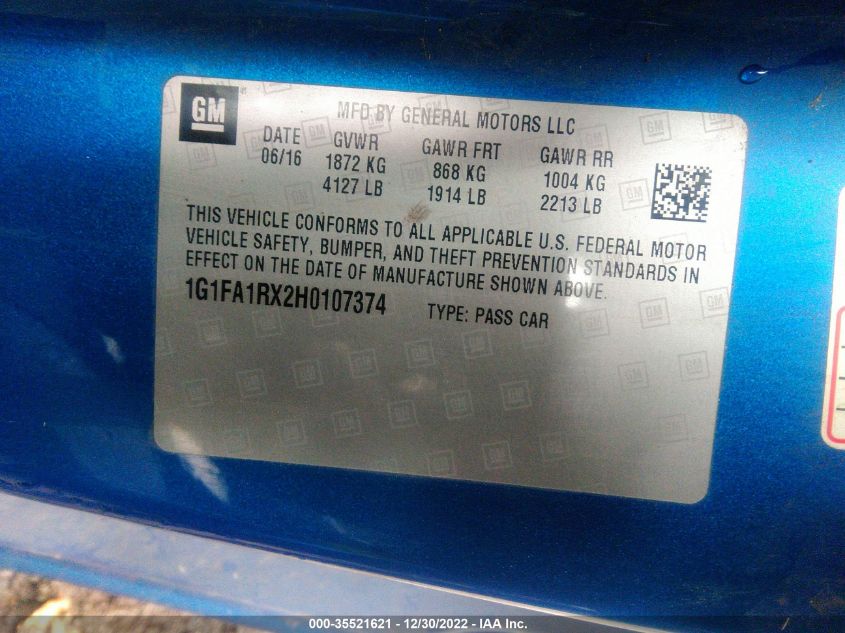 GM
MFD BY GENERAL MOTORS LLC
DATE GVWR GAWR FRT GAWR RR
06/16 1872 KG 868 KG 1004 KG
4127 LB 1914 LB 2213 LB
THIS VEHICLE CONFORMS TO ALL APPLICABLE U.S. FEDERAL MOTOR
VEHICLE SAFETY, BUMPER, AND THEFT PREVENTION STANDARDS IN
EFFECT ON THE DATE OF MANUFACTURE SHOWN ABOVE.
1G1FA1RX2H0107374 TYPE: PASS CAR
000-35521621 - 12/30/2022 - IAA Inc.